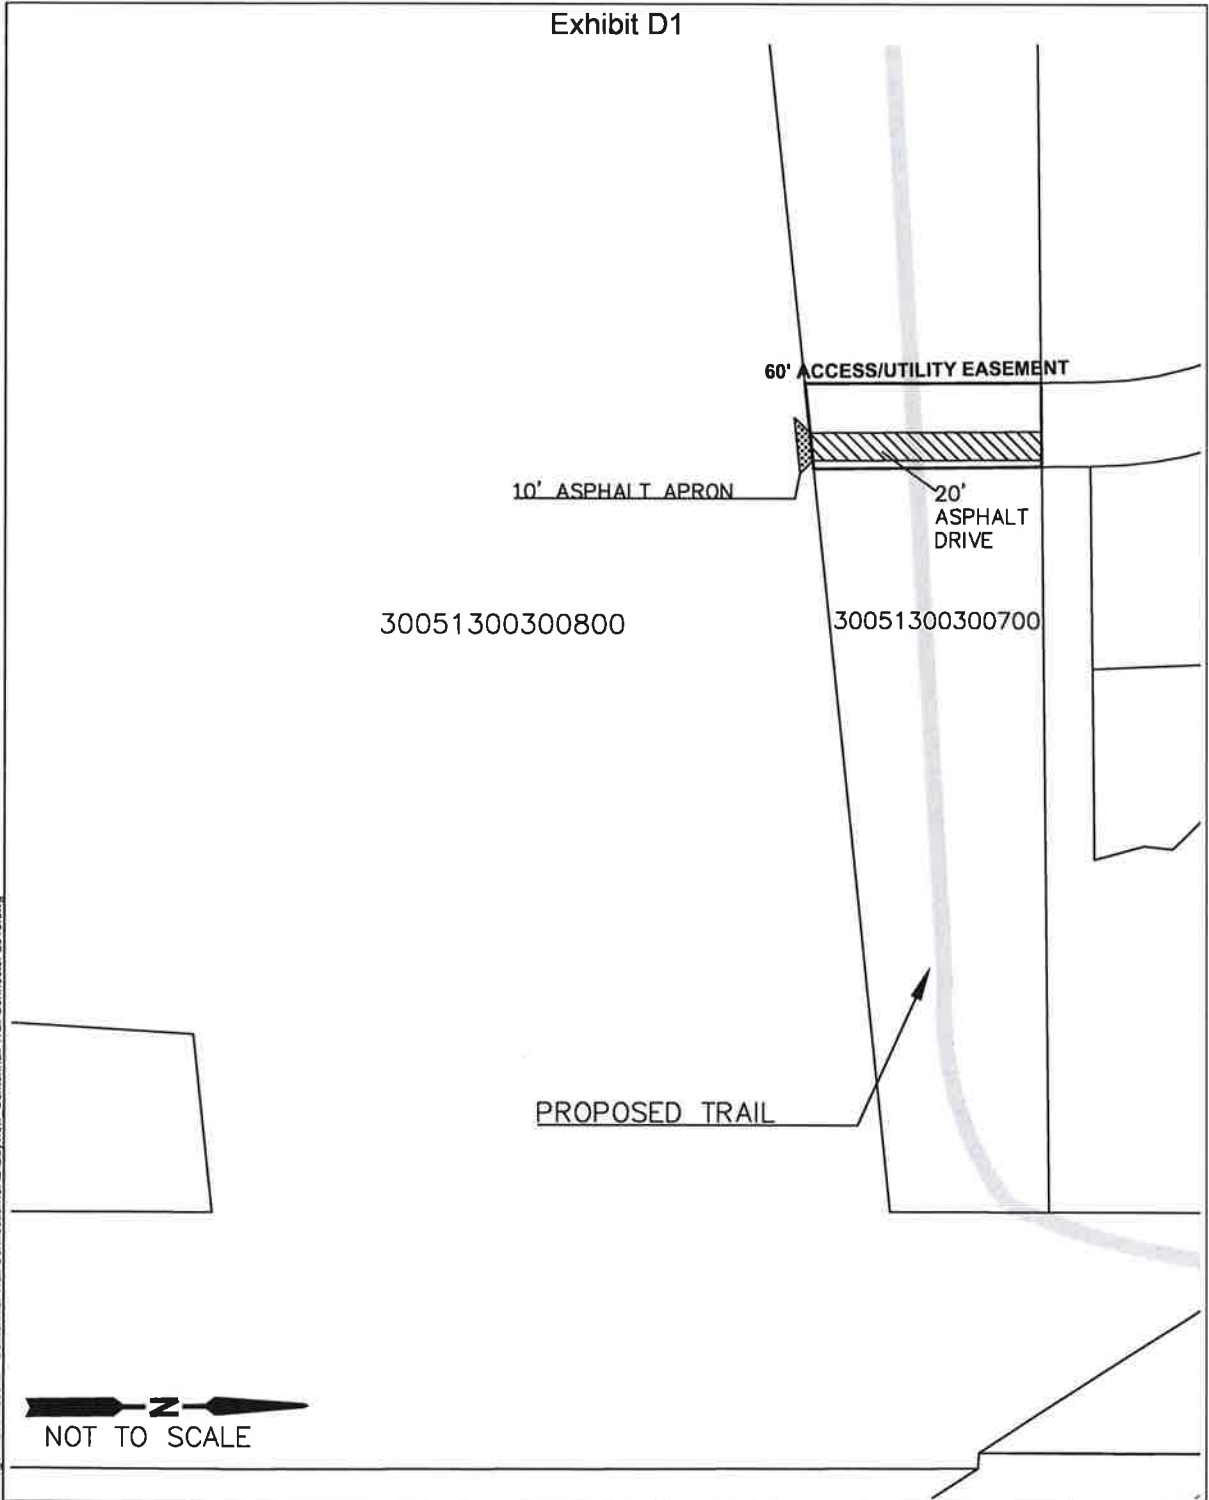 Exhibit D1
60' ACCESS/UTILITY EASEMENT
10' ASPHALT APRON
20'
ASPHALT
DRIVE
30051300300800
30051300300700
PROPOSED TRAIL
N
NOT TO SCALE